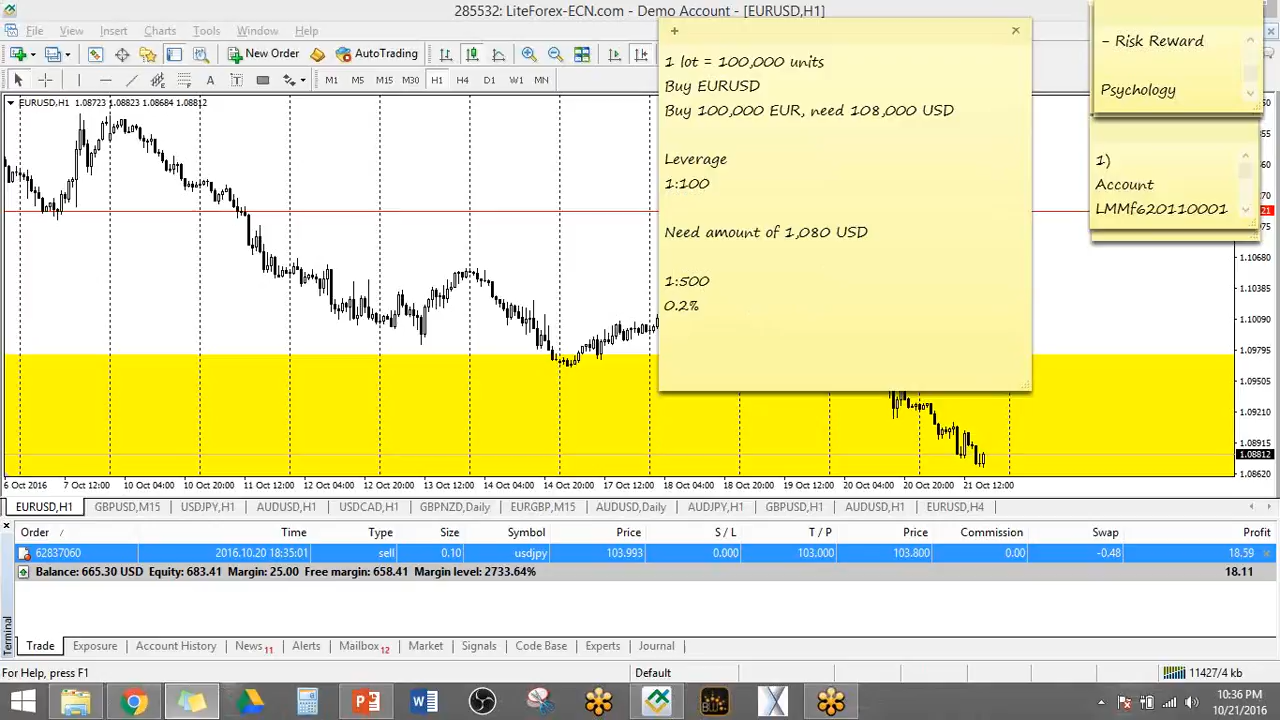 285532: LiteForex-ECN.com - Demo Account - [EURUSD,H1]
File View Insert Charts Tools Window Help
New Order AutoTrading
M1 M5 M15 M30 H1 H4 D1 W1 MN
EURUSD,H1 1.08723 1.08823 1.08684 1.08812
1 lot = 100,000 units
Buy EURUSD
Buy 100,000 EUR, need 108,000 USD
Leverage
1:100
Need amount of 1,080 USD
1:500
0.2%
- Risk Reward
Psychology
1)
Account
LMMf620110001
1.10385
1.10090
1.09795
1.09505
1.09210
1.08915
1.08812
1.08620
6 Oct 2016 7 Oct 12:00 10 Oct 04:00 10 Oct 20:00 11 Oct 12:00 12 Oct 04:00 12 Oct 20:00 13 Oct 12:00 14 Oct 04:00 14 Oct 20:00 17 Oct 12:00 18 Oct 04:00 18 Oct 20:00 19 Oct 12:00 20 Oct 04:00 20 Oct 20:00 21 Oct 12:00
EURUSD,H1 GBPUSD,M15 USDJPY,H1 AUDUSD,H1 USDCAD,H1 GBPNZD,Daily EURGBP,M15 AUDUSD,Daily AUDJPY,H1 GBPUSD,H1 AUDUSD,H1 EURUSD,H4
Order Time Type Size Symbol Price S / L T / P Price Commission Swap Profit
62837060 2016.10.20 18:35:01 sell 0.10 usdjpy 103.993 0.000 103.000 103.800 0.00 -0.48 18.59
Balance: 665.30 USD Equity: 683.41 Margin: 25.00 Free margin: 658.41 Margin level: 2733.64% 18.11
Terminal
Trade Exposure Account History News 11 Alerts Mailbox 12 Market Signals Code Base Experts Journal
For Help, press F1 Default 11427/4 kb
10:36 PM
10/21/2016